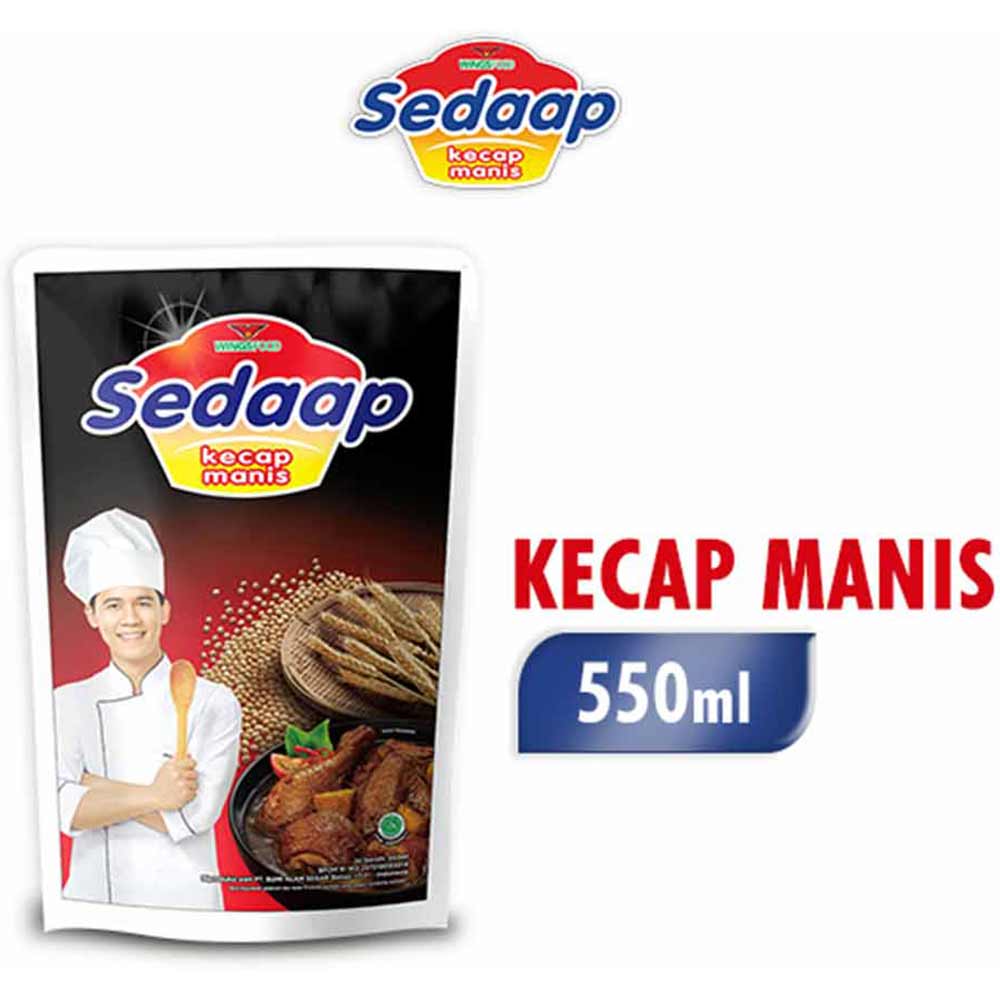 WINGSFOOD
Sedaap
kecap
manis
WINGSFOOD
Sedaap
kecap
manis
KECAP MANIS
550ml